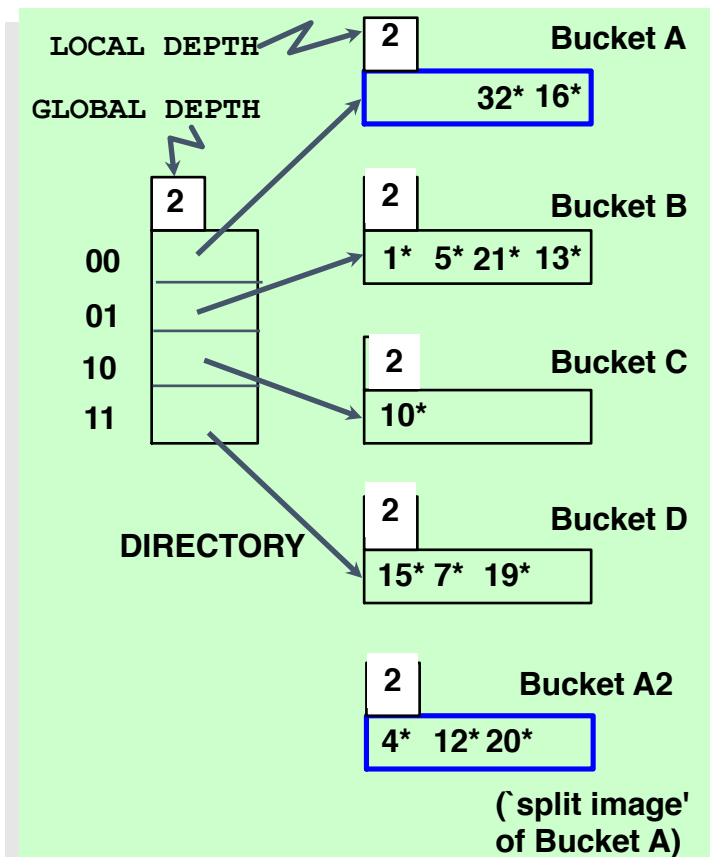 LOCAL DEPTH
2
Bucket A
32* 16*
GLOBAL DEPTH
2
2
Bucket B
00
1* 5* 21* 13*
01
10
2
Bucket C
11
10*
2
Bucket D
DIRECTORY
15* 7* 19*
2
Bucket A2
4* 12* 20*
(`split image'
of Bucket A)